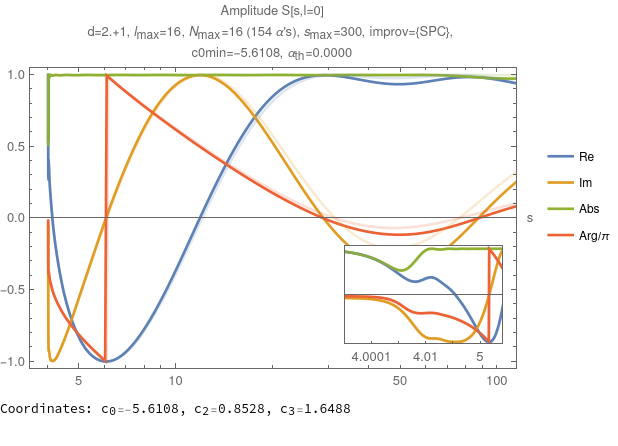 Amplitude S[s,l=0]
d=2.+1, lmax=16, Nmax=16 (154 α's), smax=300, improv={SPC},
c0min=-5.6108, αth=0.0000
1.0
0.5
0.0
-0.5
-1.0
5
10
50
100
s
4.0001
4.01
5
Re
Im
Abs
Arg/π
Coordinates: c0=-5.6108, c2=0.8528, c3=1.6488